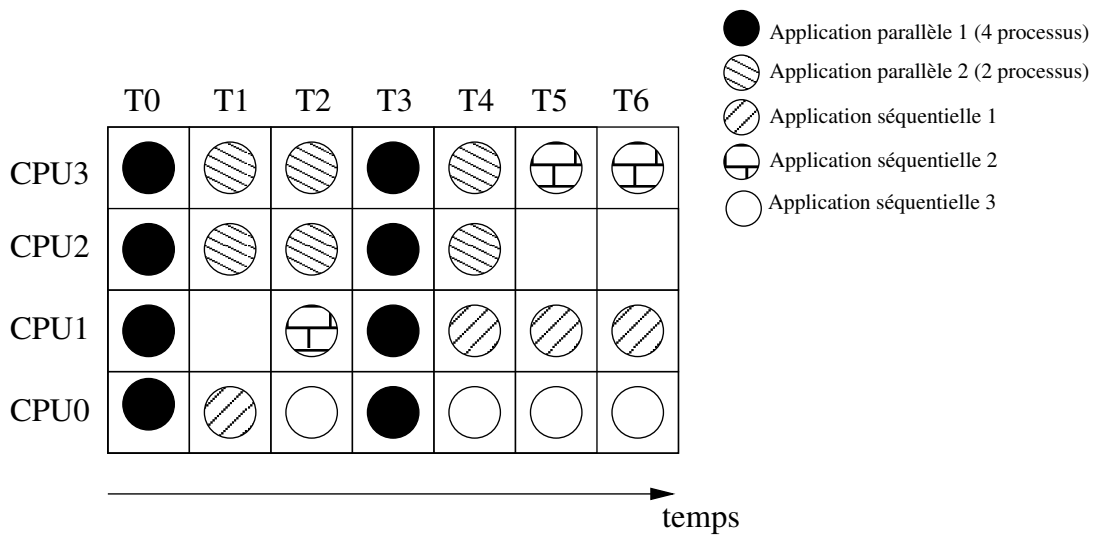 Application parallèle 1 (4 processus)
Application parallèle 2 (2 processus)
Application séquentielle 1
Application séquentielle 2
Application séquentielle 3
T0 T1 T2 T3 T4 T5 T6
CPU3
CPU2
CPU1
CPU0
temps